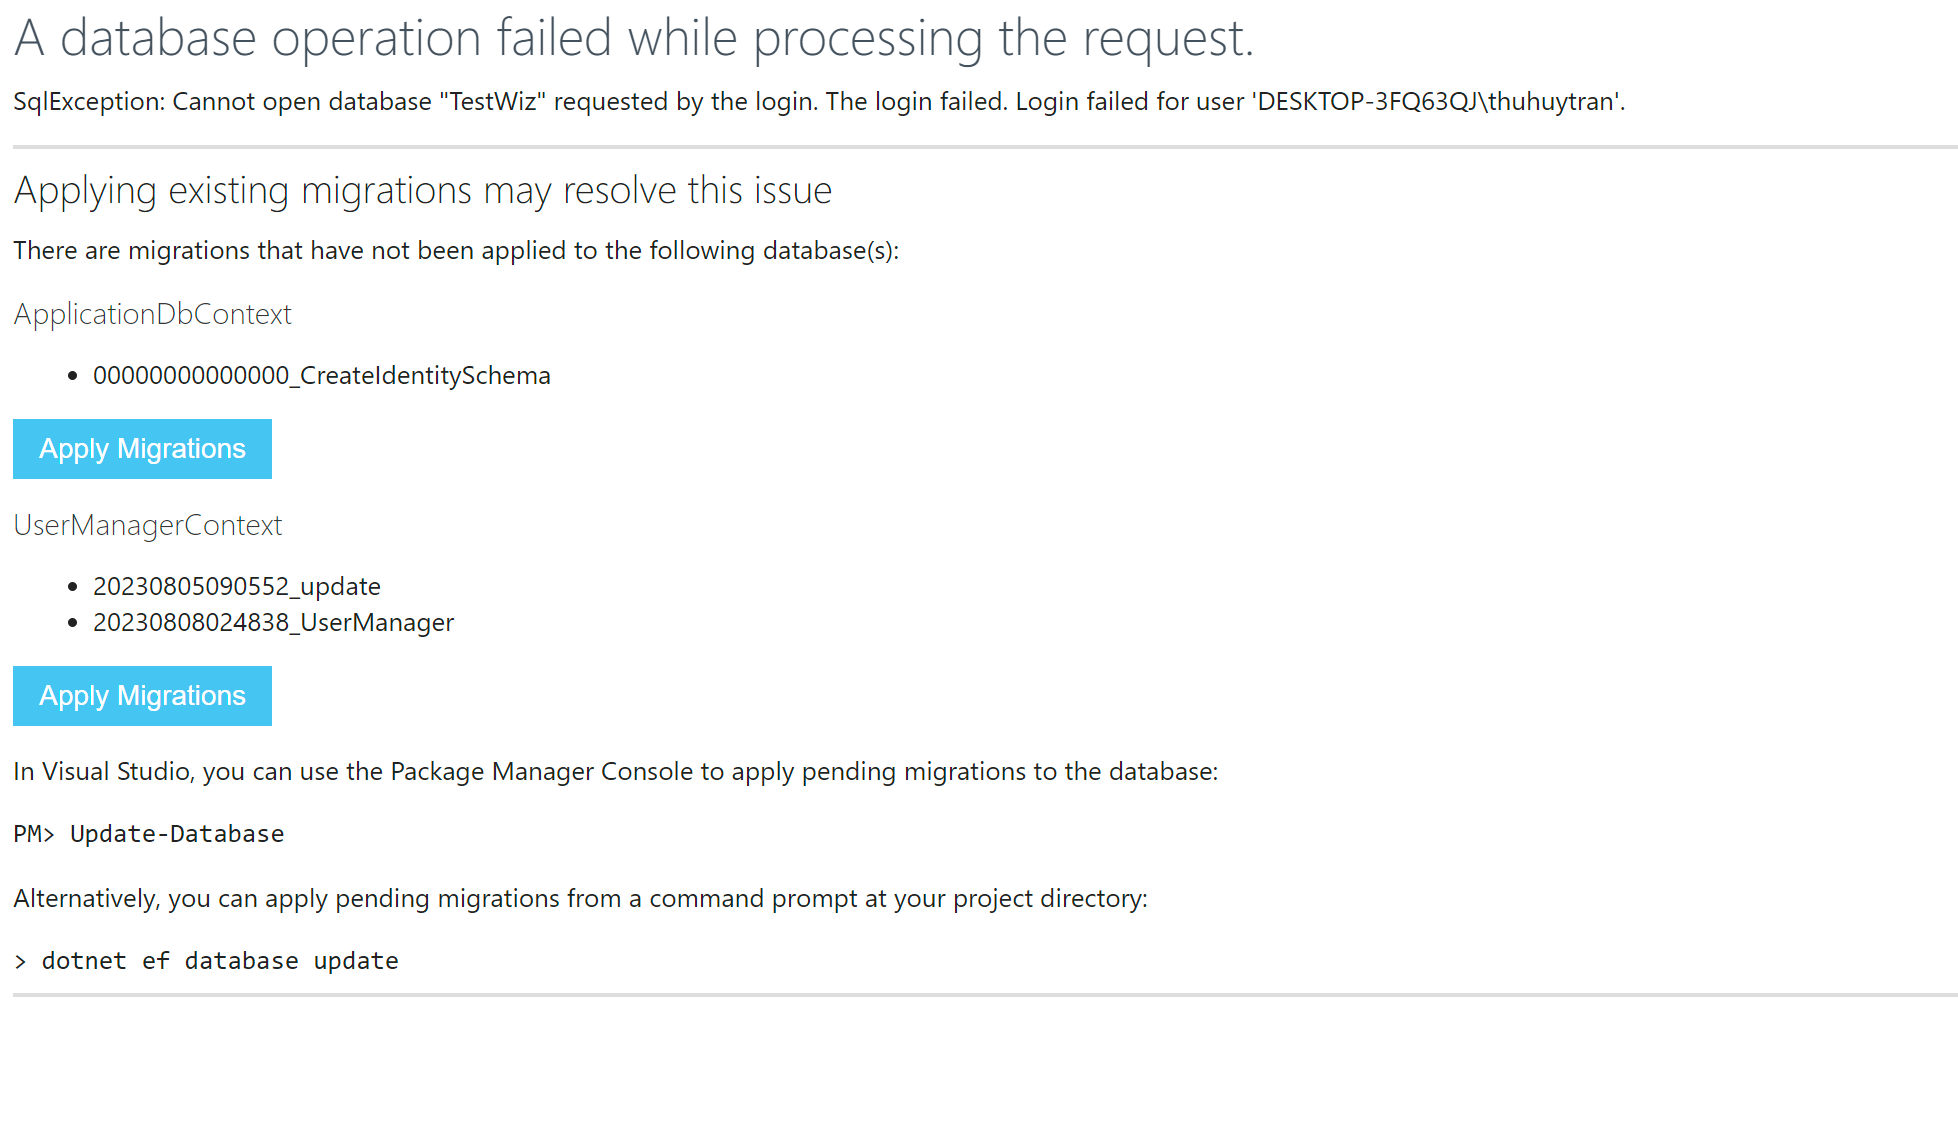 A database operation failed while processing the request.
SqlException: Cannot open database "TestWiz" requested by the login. The login failed. Login failed for user 'DESKTOP-3FQ63QJ\thuhuytran'.
Applying existing migrations may resolve this issue
There are migrations that have not been applied to the following database(s):
ApplicationDbContext
• 00000000000000_CreateIdentitySchema
Apply Migrations
UserManagerContext
• 20230805090552_update
• 20230808024838_UserManager
Apply Migrations
In Visual Studio, you can use the Package Manager Console to apply pending migrations to the database:
PM> Update-Database
Alternatively, you can apply pending migrations from a command prompt at your project directory:
> dotnet ef database update